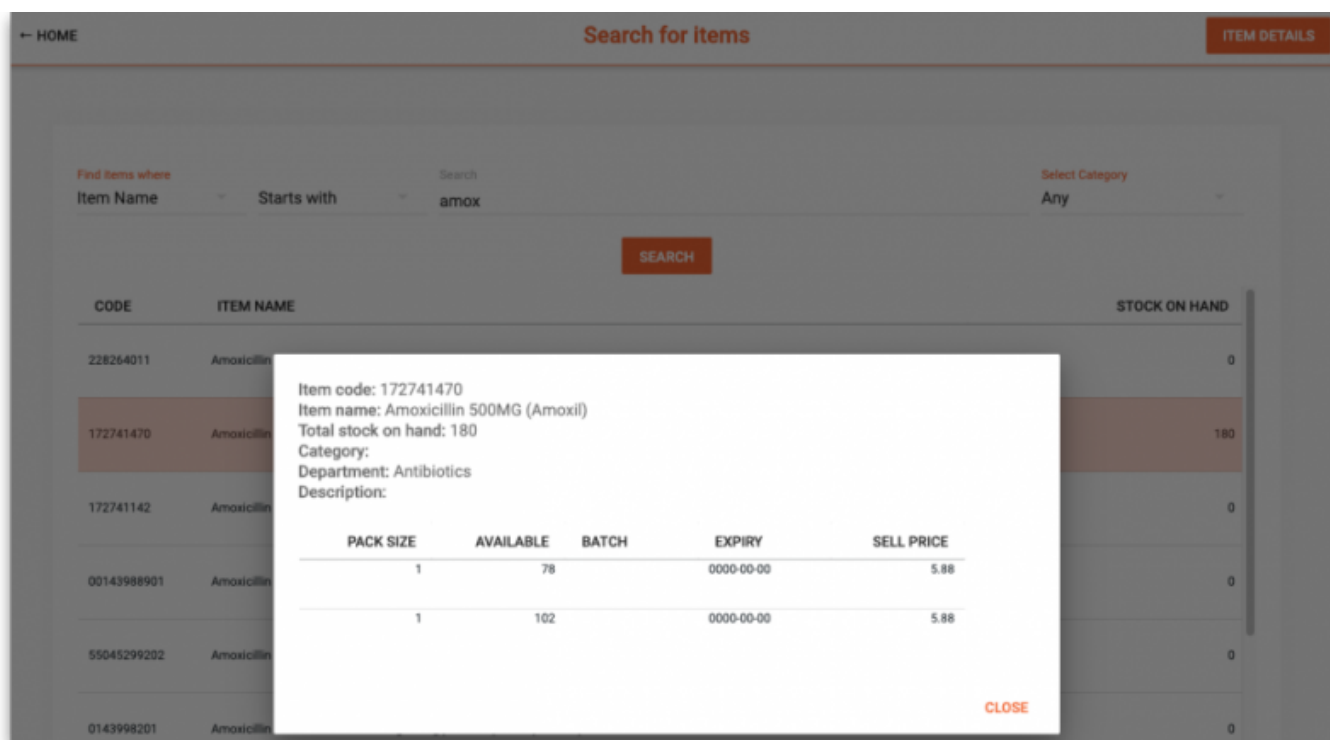 ← HOME
Search for items
ITEM DETAILS
Find items where
Search
Select Category
Item Name
Starts with
amox
Any
SEARCH
CODE ITEM NAME STOCK ON HAND
228264011 Amoxicillin 0
172741470 Amoxicillin 180
172741142 Amoxicillin 0
00143988901 Amoxicillin 0
55045299202 Amoxicillin 0
0143998201 Amoxicillin 0
Item code: 172741470
Item name: Amoxicillin 500MG (Amoxil)
Total stock on hand: 180
Category:
Department: Antibiotics
Description:
PACK SIZE AVAILABLE BATCH EXPIRY SELL PRICE
1 78 0000-00-00 5.88
1 102 0000-00-00 5.88
CLOSE